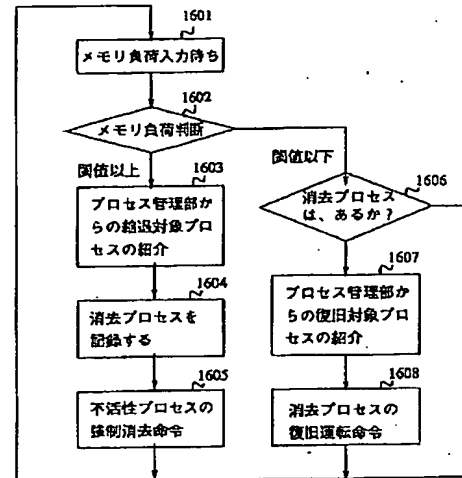 1601
メモリ負荷入力待ち
1602
メモリ負荷判断
閾値以上
1603
プロセス管理部か
らの縮退対象プロ
セスの紹介
1604
消去プロセスを
記録する
1605
不活性プロセスの
強制消去命令
閾値以下
1606
消去プロセス
は、あるか？
1607
プロセス管理部か
らの復旧対象プロ
セスの紹介
1608
消去プロセスの
復旧運転命令